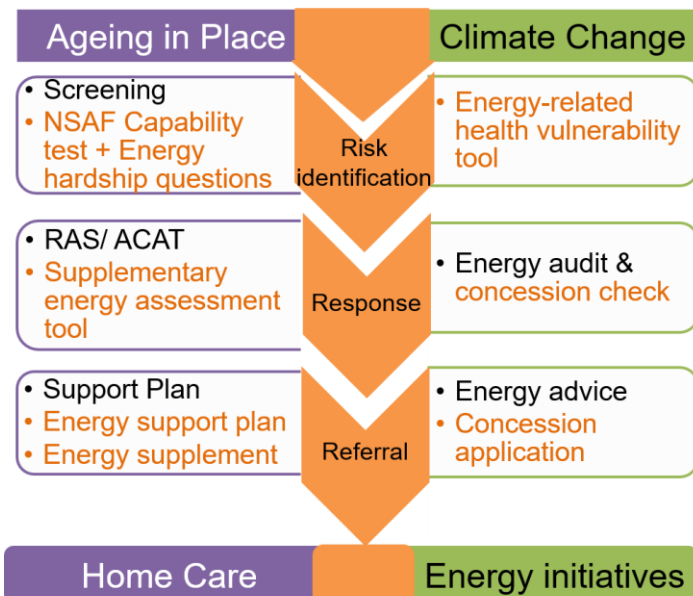 Ageing in Place
Climate Change
• Screening
• NSAF Capability
test + Energy
hardship questions
Risk
identification
• Energy-related
health vulnerability
tool
• RAS/ ACAT
• Supplementary
energy assessment
tool
Response
• Energy audit &
concession check
• Support Plan
• Energy support plan
• Energy supplement
Referral
• Energy advice
• Concession
application
Home Care
Energy initiatives